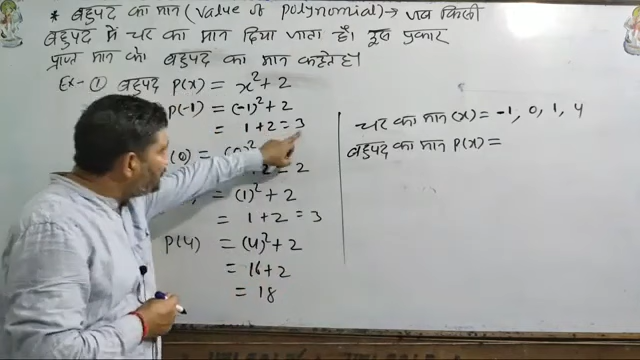 * बहुपद का मान (Value of Polynomial) → जब किसी
बहुपद में चर का मान दिया जाता है। इस प्रकार
प्राप्त मान को बहुपद का मान कहते है।
Ex- ① बहुपद P(x) = x²+2
P(-1) = (-1)²+2
= 1+2=3
(0) = (0)²
= 2
= (1)²+2
= 1+2 = 3
P(4) = (4)²+2
= 16+2
= 18
चर का मान (x) = -1, 0, 1, 4
बहुपद का मान P(x) =